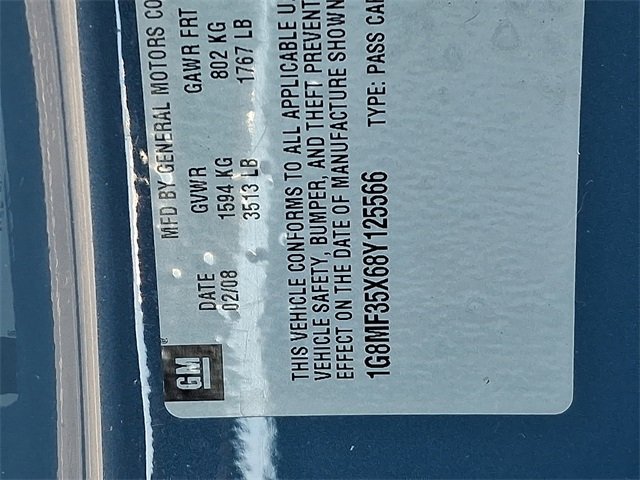 MFD BY GENERAL MOTORS CO
DATE GVWR GAWR FRT
02/08 1594 KG 802 KG
3513 LB 1767 LB
GM
THIS VEHICLE CONFORMS TO ALL APPLICABLE U.
VEHICLE SAFETY, BUMPER, AND THEFT PREVENT
EFFECT ON THE DATE OF MANUFACTURE SHOWN
1G8MF35X68Y125566 TYPE: PASS CAR